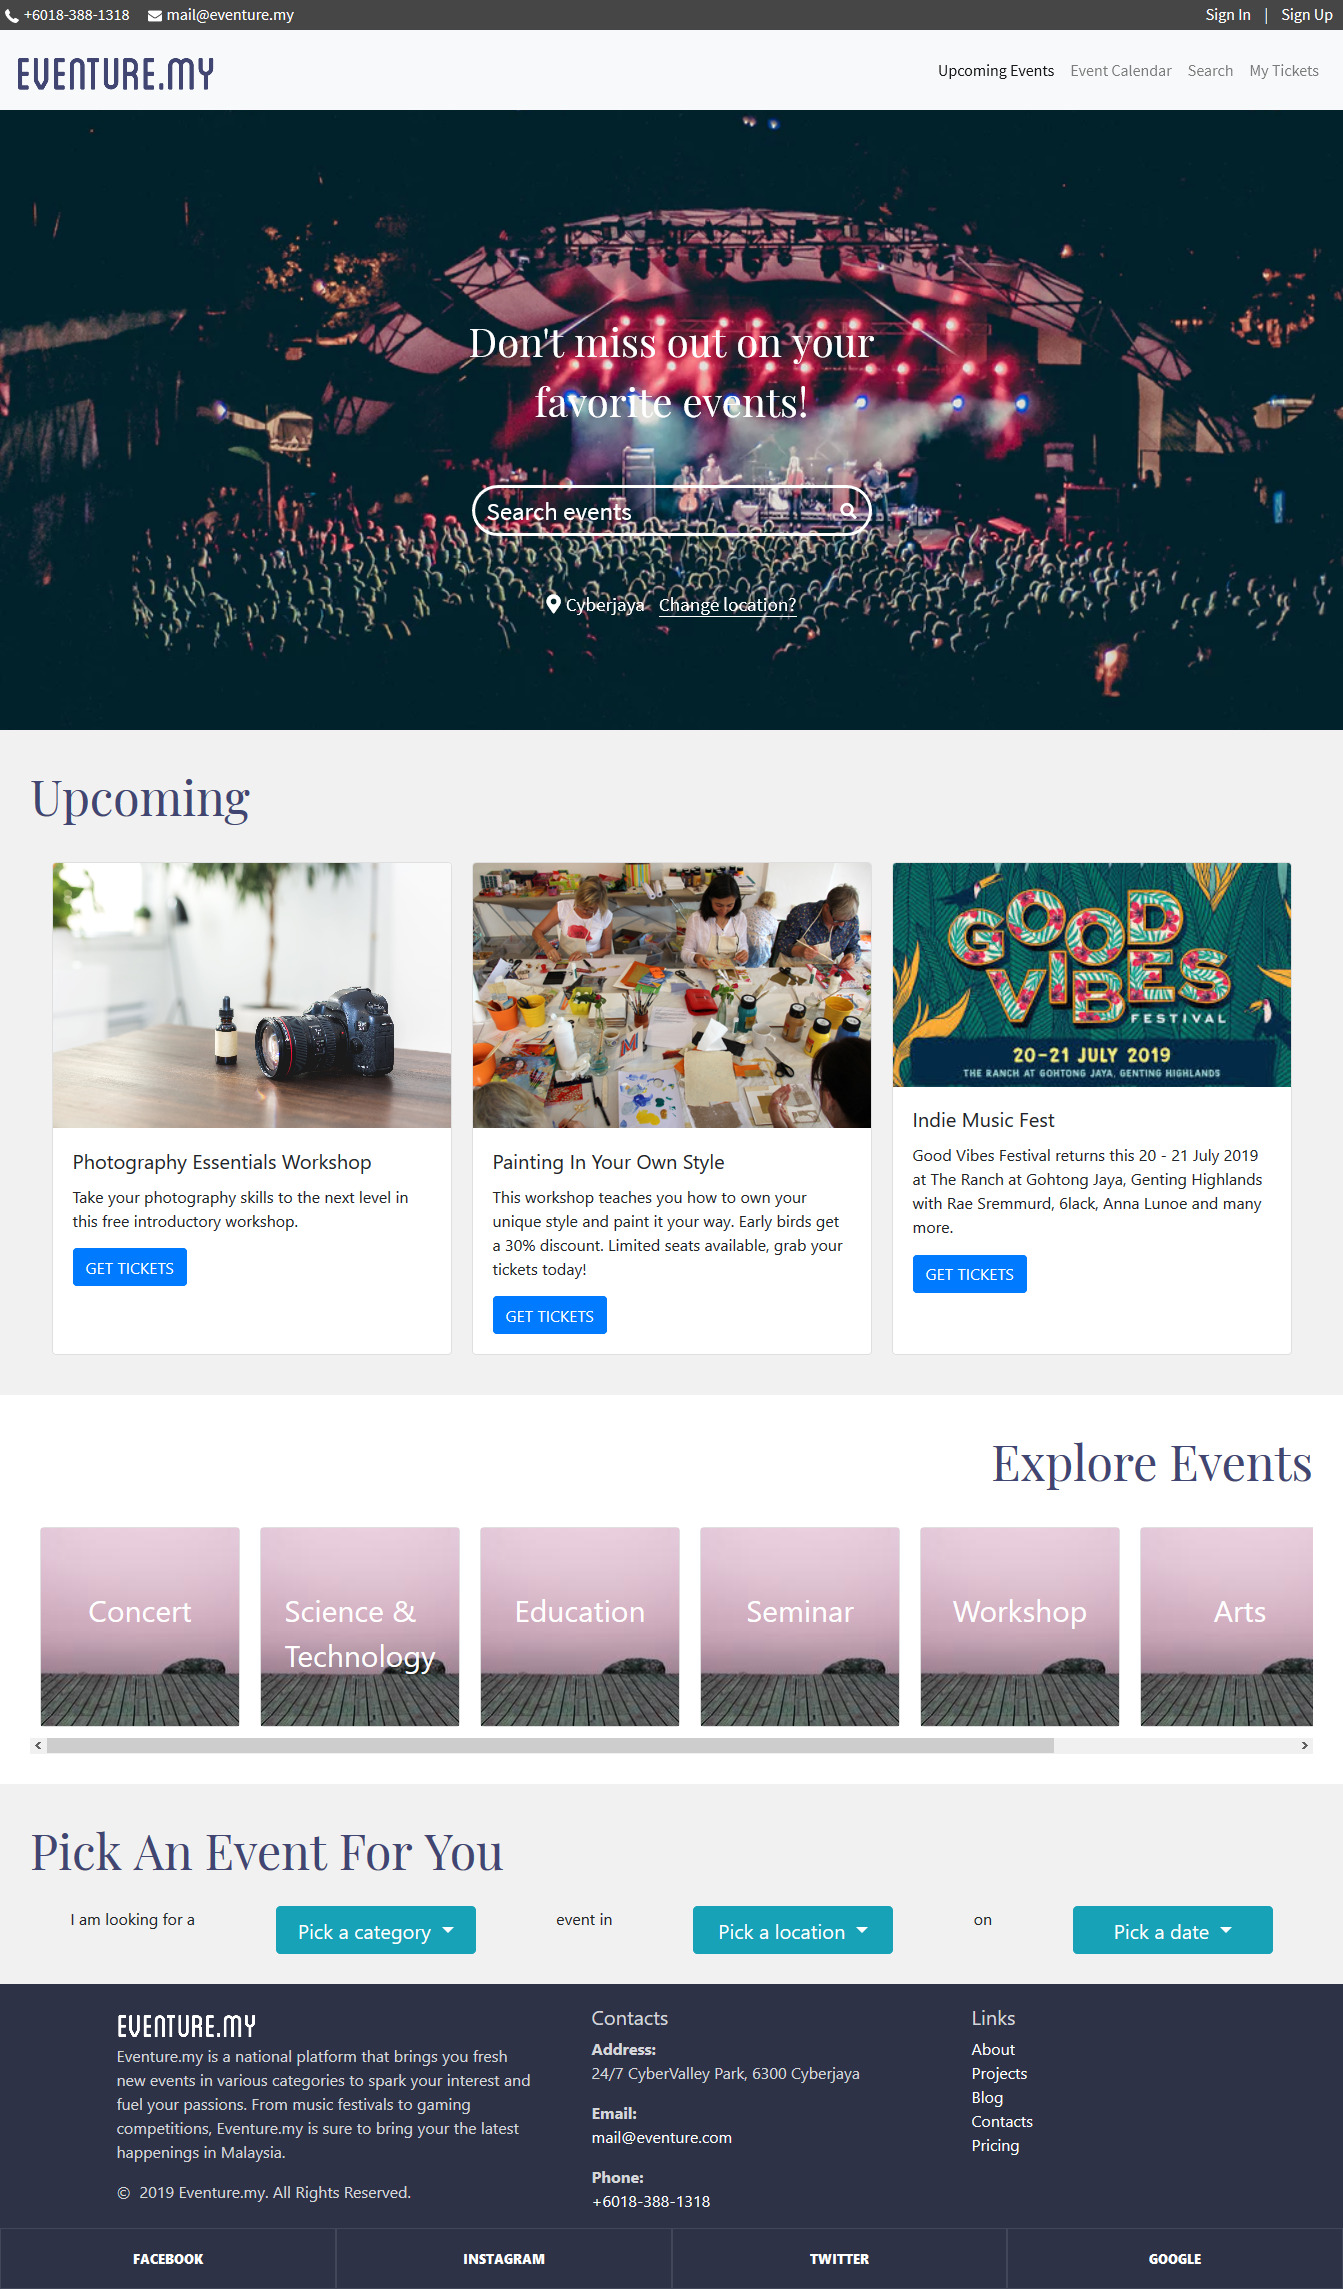 +6018-388-1318 mail@eventure.my Sign In | Sign Up
EVENTURE.MY Upcoming Events Event Calendar Search My Tickets
Don't miss out on your
favorite events!
Search events
Cyberjaya Change location?
Upcoming
GOOD
VIBES
FESTIVAL
20-21 JULY 2019
THE RANCH AT GOHTONG JAYA, GENTING HIGHLANDS
Photography Essentials Workshop
Take your photography skills to the next level in
this free introductory workshop.
GET TICKETS
Painting In Your Own Style
This workshop teaches you how to own your
unique style and paint it your way. Early birds get
a 30% discount. Limited seats available, grab your
tickets today!
GET TICKETS
Indie Music Fest
Good Vibes Festival returns this 20 - 21 July 2019
at The Ranch at Gohtong Jaya, Genting Highlands
with Rae Sremmurd, 6lack, Anna Lunoe and many
more.
GET TICKETS
Explore Events
Concert
Science &
Technology
Education
Seminar
Workshop
Arts
Pick An Event For You
I am looking for a Pick a category event in Pick a location on Pick a date
EVENTURE.MY
Eventure.my is a national platform that brings you fresh
new events in various categories to spark your interest and
fuel your passions. From music festivals to gaming
competitions, Eventure.my is sure to bring your the latest
happenings in Malaysia.
© 2019 Eventure.my. All Rights Reserved.
Contacts
Address:
24/7 CyberValley Park, 6300 Cyberjaya
Email:
mail@eventure.com
Phone:
+6018-388-1318
Links
About
Projects
Blog
Contacts
Pricing
FACEBOOK INSTAGRAM TWITTER GOOGLE